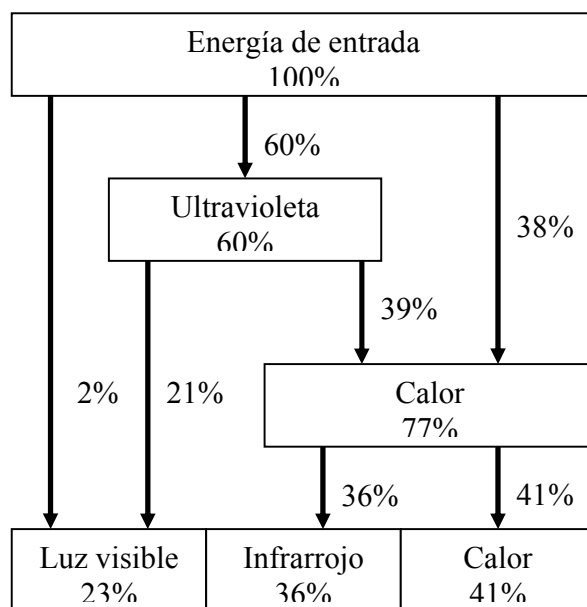 Energía de entrada
100%
60%
Ultravioleta
60%
38%
39%
2%
21%
Calor
77%
36%
41%
Luz visible
23%
Infrarrojo
36%
Calor
41%